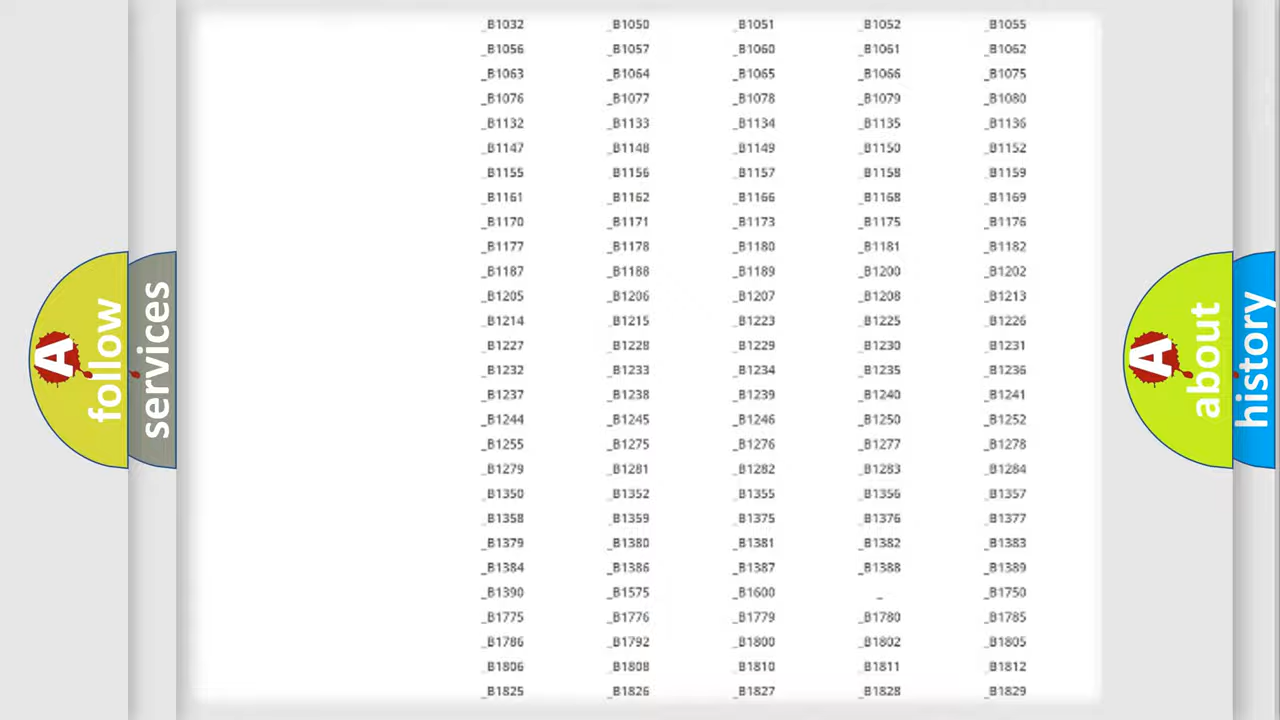 _B1032 _B1050 _B1051 _B1052 _B1055
_B1056 _B1057 _B1060 _B1061 _B1062
_B1063 _B1064 _B1065 _B1066 _B1075
_B1076 _B1077 _B1078 _B1079 _B1080
_B1132 _B1133 _B1134 _B1135 _B1136
_B1147 _B1148 _B1149 _B1150 _B1152
_B1155 _B1156 _B1157 _B1158 _B1159
_B1161 _B1162 _B1166 _B1168 _B1169
_B1170 _B1171 _B1173 _B1175 _B1176
_B1177 _B1178 _B1180 _B1181 _B1182
_B1187 _B1188 _B1189 _B1200 _B1202
_B1205 _B1206 _B1207 _B1208 _B1213
_B1214 _B1215 _B1223 _B1225 _B1226
_B1227 _B1228 _B1229 _B1230 _B1231
_B1232 _B1233 _B1234 _B1235 _B1236
_B1237 _B1238 _B1239 _B1240 _B1241
_B1244 _B1245 _B1246 _B1250 _B1252
_B1255 _B1275 _B1276 _B1277 _B1278
_B1279 _B1281 _B1282 _B1283 _B1284
_B1350 _B1352 _B1355 _B1356 _B1357
_B1358 _B1359 _B1375 _B1376 _B1377
_B1379 _B1380 _B1381 _B1382 _B1383
_B1384 _B1386 _B1387 _B1388 _B1389
_B1390 _B1575 _B1600 _ _B1750
_B1775 _B1776 _B1779 _B1780 _B1785
_B1786 _B1792 _B1800 _B1802 _B1805
_B1806 _B1808 _B1810 _B1811 _B1812
_B1825 _B1826 _B1827 _B1828 _B1829
A follow
services
A about
history